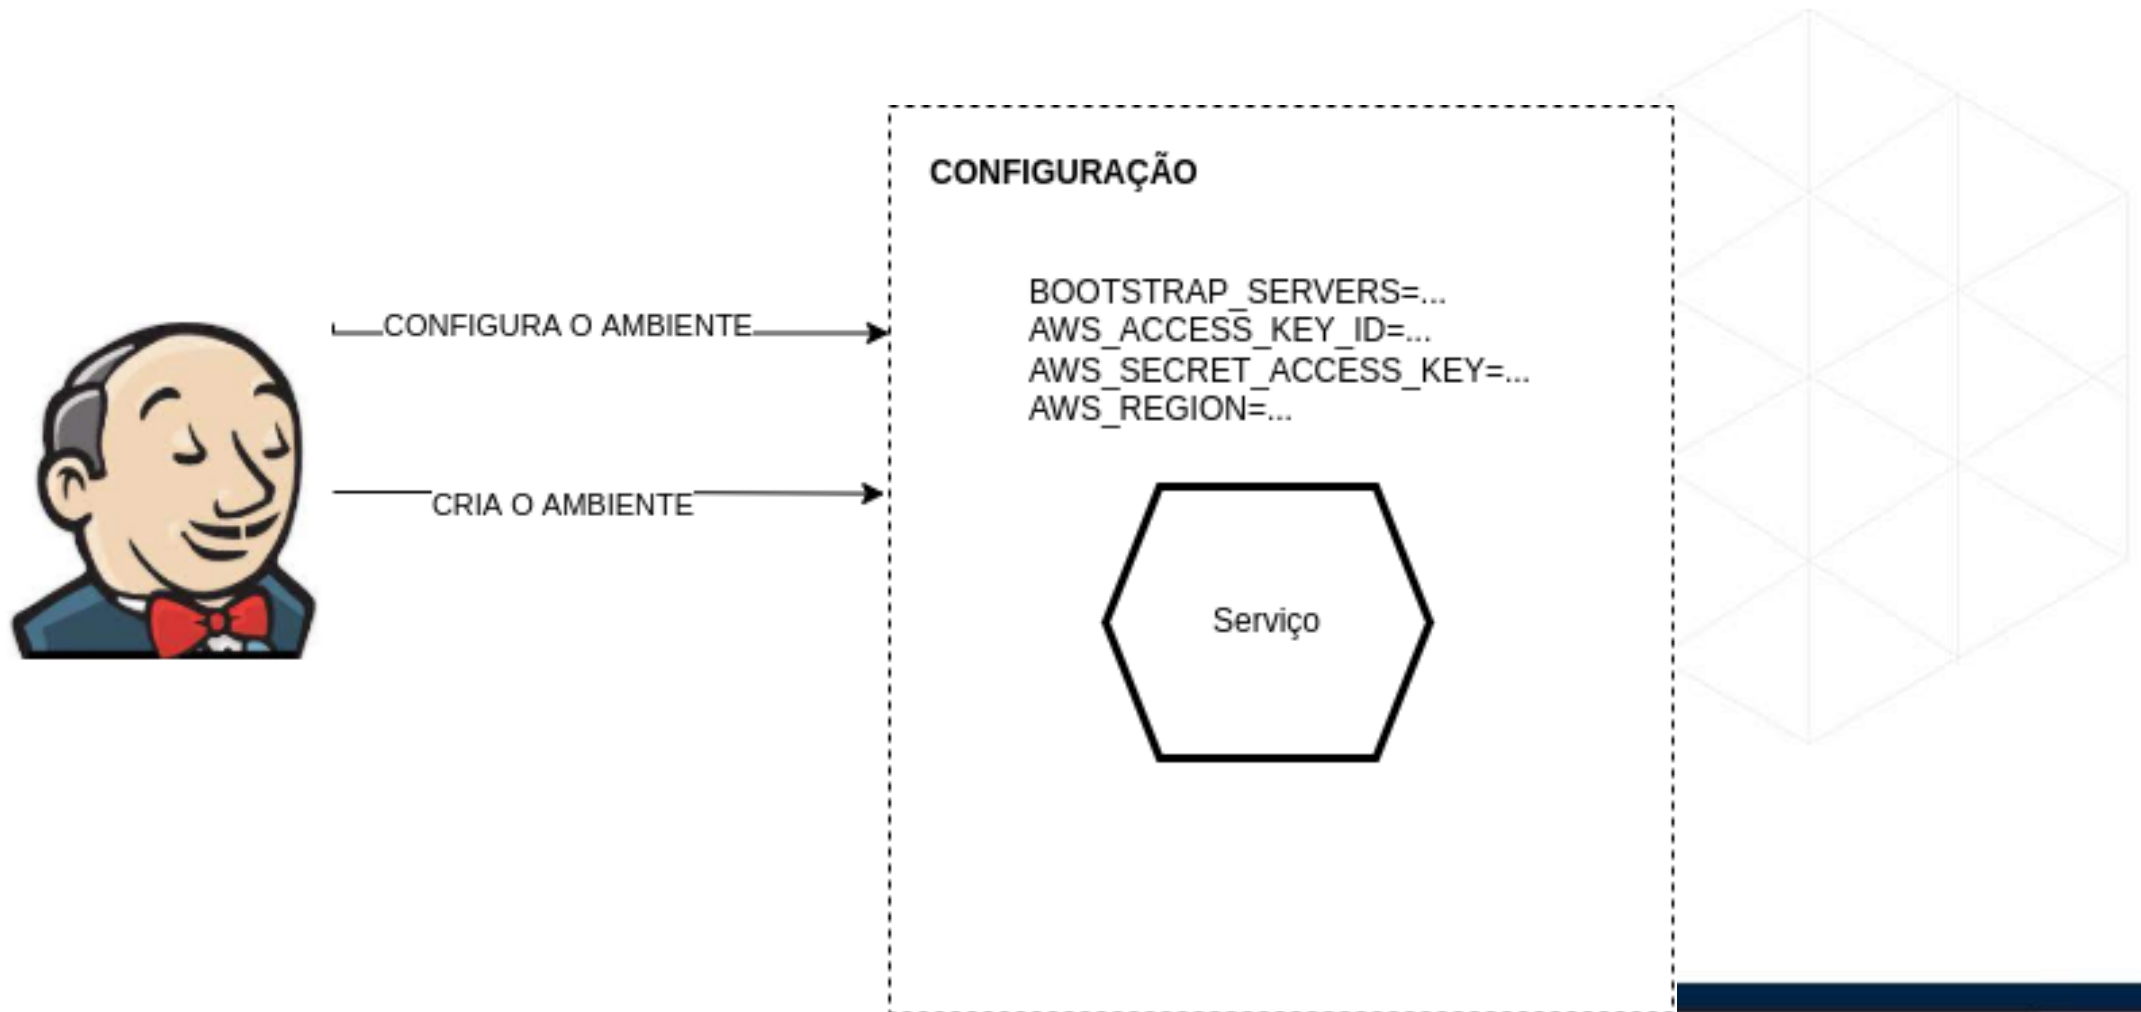 CONFIGURAÇÃO
CONFIGURA O AMBIENTE
BOOTSTRAP_SERVERS=...
AWS_ACCESS_KEY_ID=...
AWS_SECRET_ACCESS_KEY=...
AWS_REGION=...
CRIA O AMBIENTE
Serviço